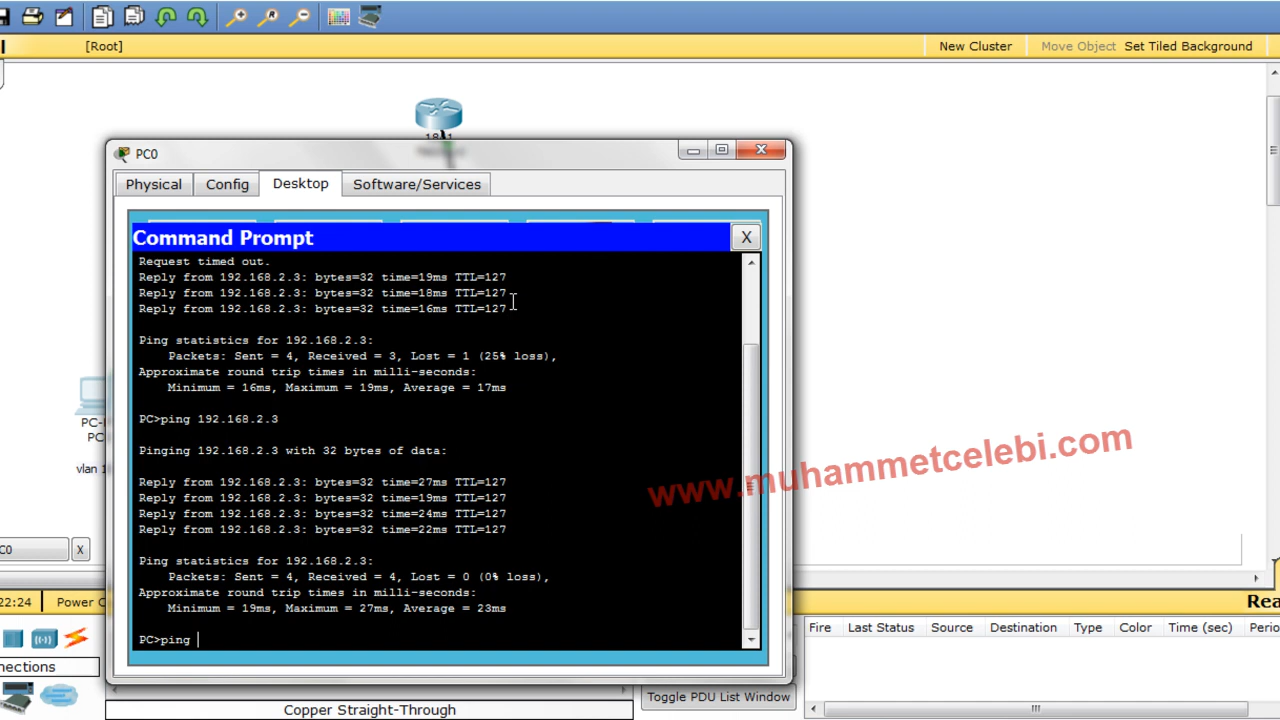 [Root]
New Cluster
Move Object
Set Tiled Background
PC0
Physical
Config
Desktop
Software/Services
Command Prompt
X
Request timed out.
Reply from 192.168.2.3: bytes=32 time=19ms TTL=127
Reply from 192.168.2.3: bytes=32 time=18ms TTL=127
Reply from 192.168.2.3: bytes=32 time=16ms TTL=127
Ping statistics for 192.168.2.3:
Packets: Sent = 4, Received = 3, Lost = 1 (25% loss),
Approximate round trip times in milli-seconds:
Minimum = 16ms, Maximum = 19ms, Average = 17ms
PC>ping 192.168.2.3
Pinging 192.168.2.3 with 32 bytes of data:
Reply from 192.168.2.3: bytes=32 time=27ms TTL=127
Reply from 192.168.2.3: bytes=32 time=19ms TTL=127
Reply from 192.168.2.3: bytes=32 time=24ms TTL=127
Reply from 192.168.2.3: bytes=32 time=22ms TTL=127
Ping statistics for 192.168.2.3:
Packets: Sent = 4, Received = 4, Lost = 0 (0% loss),
Approximate round trip times in milli-seconds:
Minimum = 19ms, Maximum = 27ms, Average = 23ms
PC>ping
www.muhammetcelebi.com
PC-
PC
vlan 1
C0
X
22:24
Power C
Rea
Fire
Last Status
Source
Destination
Type
Color
Time (sec)
Perio
nections
Toggle PDU List Window
Copper Straight-Through